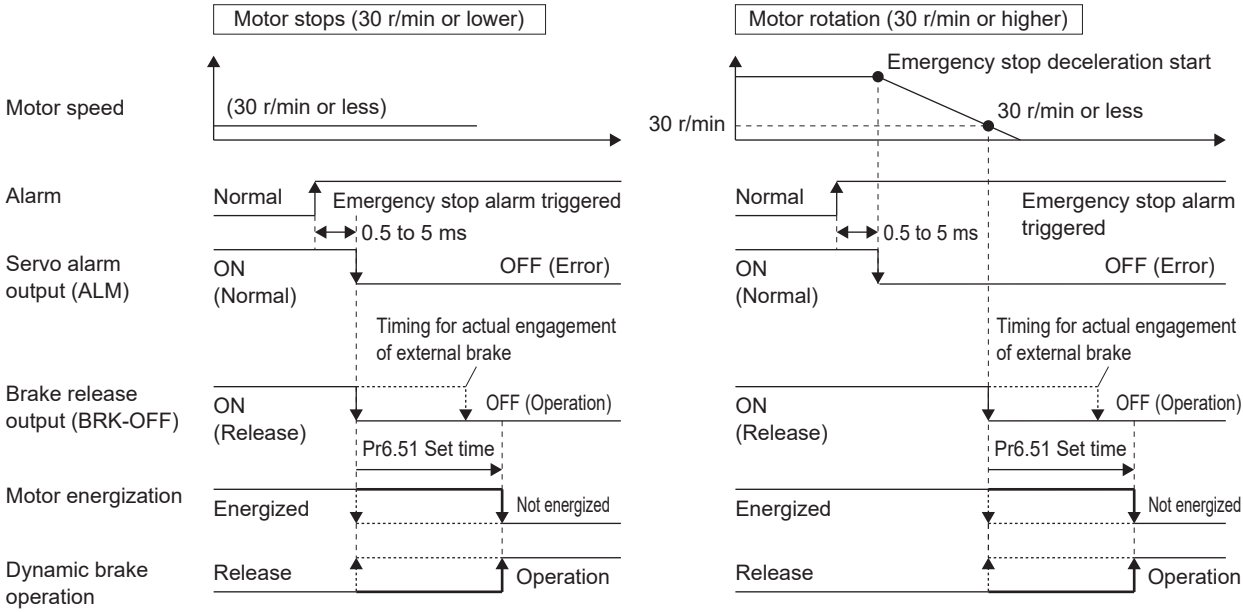 Motor stops (30 r/min or lower)
Motor rotation (30 r/min or higher)
Motor speed
(30 r/min or less)
Emergency stop deceleration start
30 r/min
30 r/min or less
Alarm
Normal
Emergency stop alarm triggered
0.5 to 5 ms
Normal
Emergency stop alarm
triggered
0.5 to 5 ms
Servo alarm
output (ALM)
ON
(Normal)
OFF (Error)
ON
(Normal)
OFF (Error)
Timing for actual engagement
of external brake
Timing for actual engagement
of external brake
Brake release
output (BRK-OFF)
ON
(Release)
OFF (Operation)
Pr6.51 Set time
ON
(Release)
OFF (Operation)
Pr6.51 Set time
Motor energization
Energized
Not energized
Energized
Not energized
Dynamic brake
operation
Release
Operation
Release
Operation